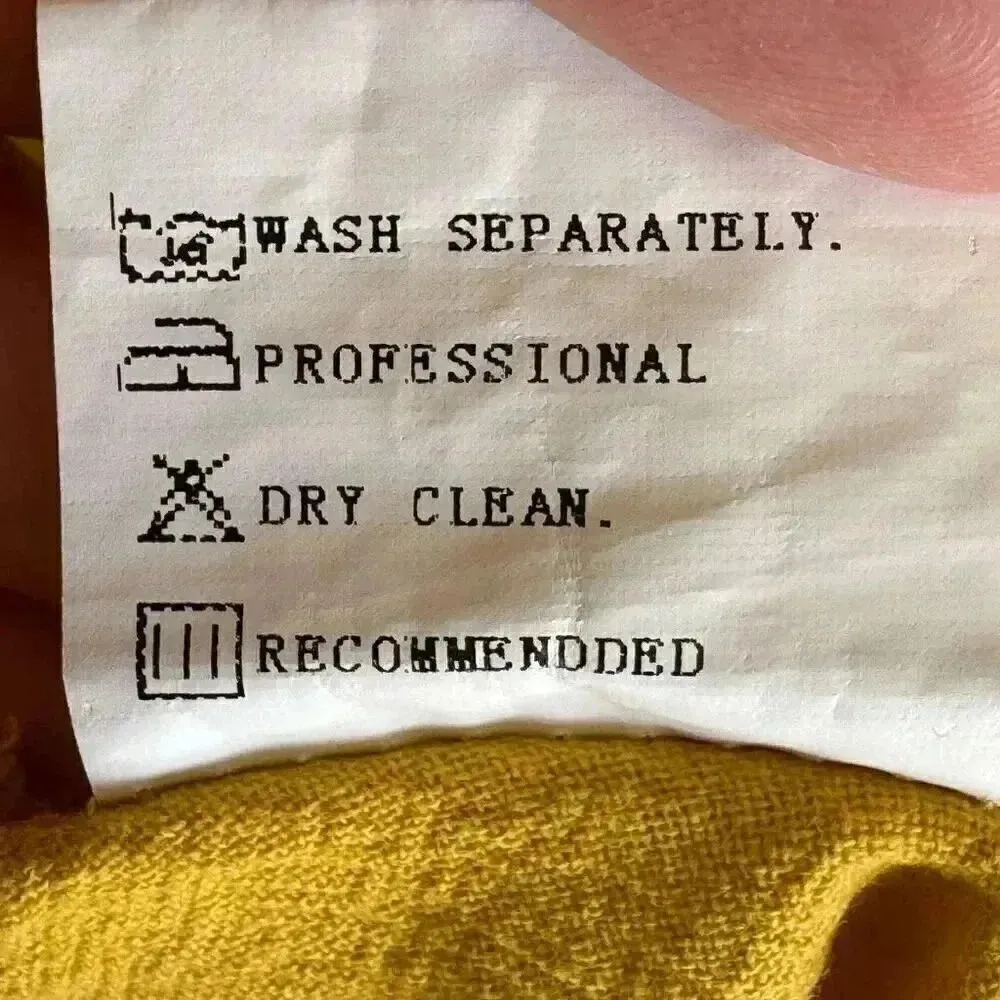 WASH SEPARATELY.
PROFESSIONAL
DRY CLEAN.
RECOMMENDDED